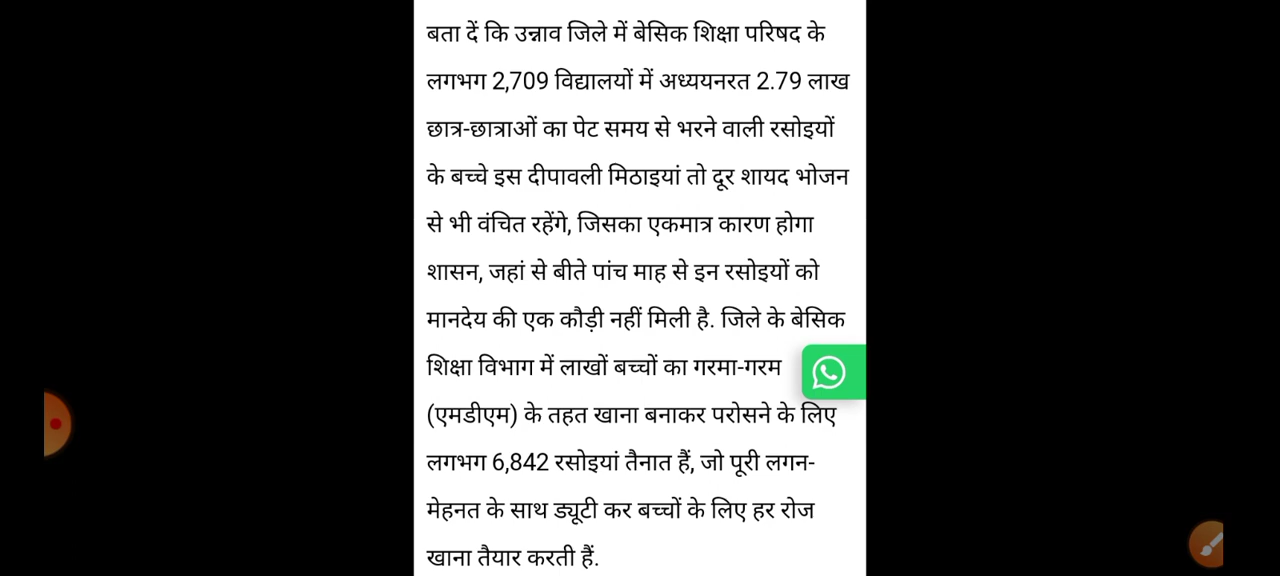 बता दें कि उन्नाव जिले में बेसिक शिक्षा परिषद के
लगभग 2,709 विद्यालयों में अध्ययनरत 2.79 लाख
छात्र-छात्राओं का पेट समय से भरने वाली रसोइयों
के बच्चे इस दीपावली मिठाइयां तो दूर शायद भोजन
से भी वंचित रहेंगे, जिसका एकमात्र कारण होगा
शासन, जहां से बीते पांच माह से इन रसोइयों को
मानदेय की एक कौड़ी नहीं मिली है. जिले के बेसिक
शिक्षा विभाग में लाखों बच्चों का गरमा-गरम
(एमडीएम) के तहत खाना बनाकर परोसने के लिए
लगभग 6,842 रसोइयां तैनात हैं, जो पूरी लगन-
मेहनत के साथ ड्यूटी कर बच्चों के लिए हर रोज
खाना तैयार करती हैं.